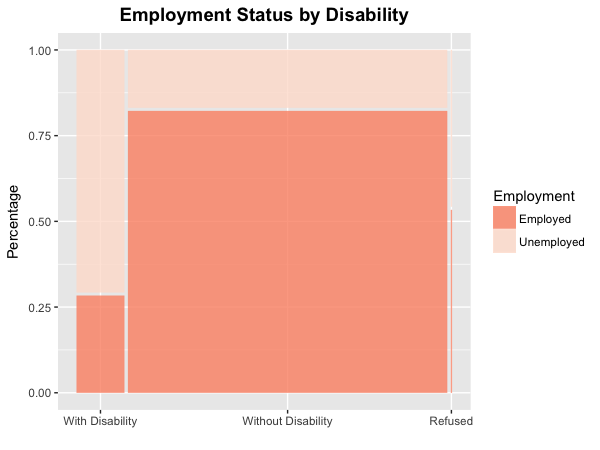 Employment Status by Disability
Percentage
1.00
0.75
0.50
0.25
0.00
With Disability
Without Disability
Refused
Employment
Employed
Unemployed